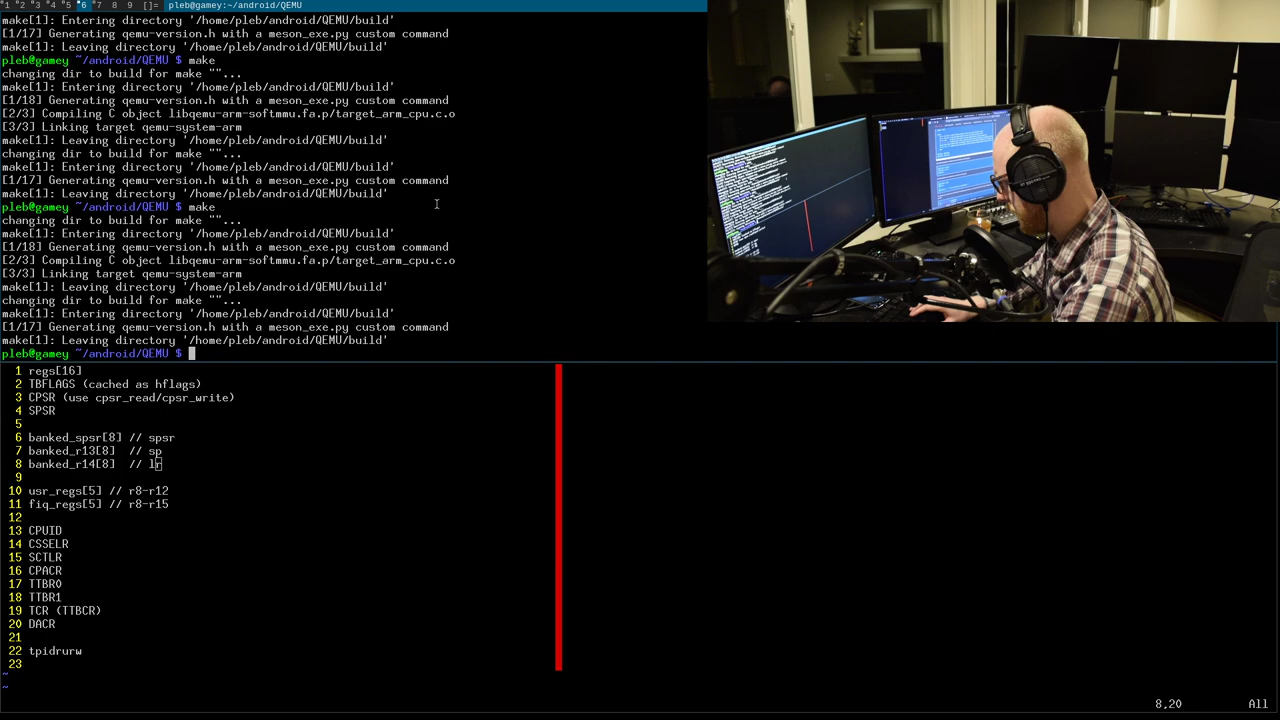 1 2 3 4 5 6 7 8 9 []= pleb@gamey:~/android/QEMU
make[1]: Entering directory '/home/pleb/android/QEMU/build'
[1/17] Generating qemu-version.h with a meson_exe.py custom command
make[1]: Leaving directory '/home/pleb/android/QEMU/build'
pleb@gamey ~/android/QEMU $ make
changing dir to build for make ""...
make[1]: Entering directory '/home/pleb/android/QEMU/build'
[1/18] Generating qemu-version.h with a meson_exe.py custom command
[2/3] Compiling C object libqemu-arm-softmmu.fa.p/target_arm_cpu.c.o
[3/3] Linking target qemu-system-arm
make[1]: Leaving directory '/home/pleb/android/QEMU/build'
changing dir to build for make ""...
make[1]: Entering directory '/home/pleb/android/QEMU/build'
[1/17] Generating qemu-version.h with a meson_exe.py custom command
make[1]: Leaving directory '/home/pleb/android/QEMU/build'
pleb@gamey ~/android/QEMU $ make
changing dir to build for make ""...
make[1]: Entering directory '/home/pleb/android/QEMU/build'
[1/18] Generating qemu-version.h with a meson_exe.py custom command
[2/3] Compiling C object libqemu-arm-softmmu.fa.p/target_arm_cpu.c.o
[3/3] Linking target qemu-system-arm
make[1]: Leaving directory '/home/pleb/android/QEMU/build'
changing dir to build for make ""...
make[1]: Entering directory '/home/pleb/android/QEMU/build'
[1/17] Generating qemu-version.h with a meson_exe.py custom command
make[1]: Leaving directory '/home/pleb/android/QEMU/build'
pleb@gamey ~/android/QEMU $
1 regs[16]
2 TBFLAGS (cached as hflags)
3 CPSR (use cpsr_read/cpsr_write)
4 SPSR
5
6 banked_spsr[8] // spsr
7 banked_r13[8] // sp
8 banked_r14[8] // lr
9
10 usr_regs[5] // r8-r12
11 fiq_regs[5] // r8-r15
12
13 CPUID
14 CSSELR
15 SCTLR
16 CPACR
17 TTBR0
18 TTBR1
19 TCR (TTBCR)
20 DACR
21
22 tpidrurw
23
~
~
8,20 All